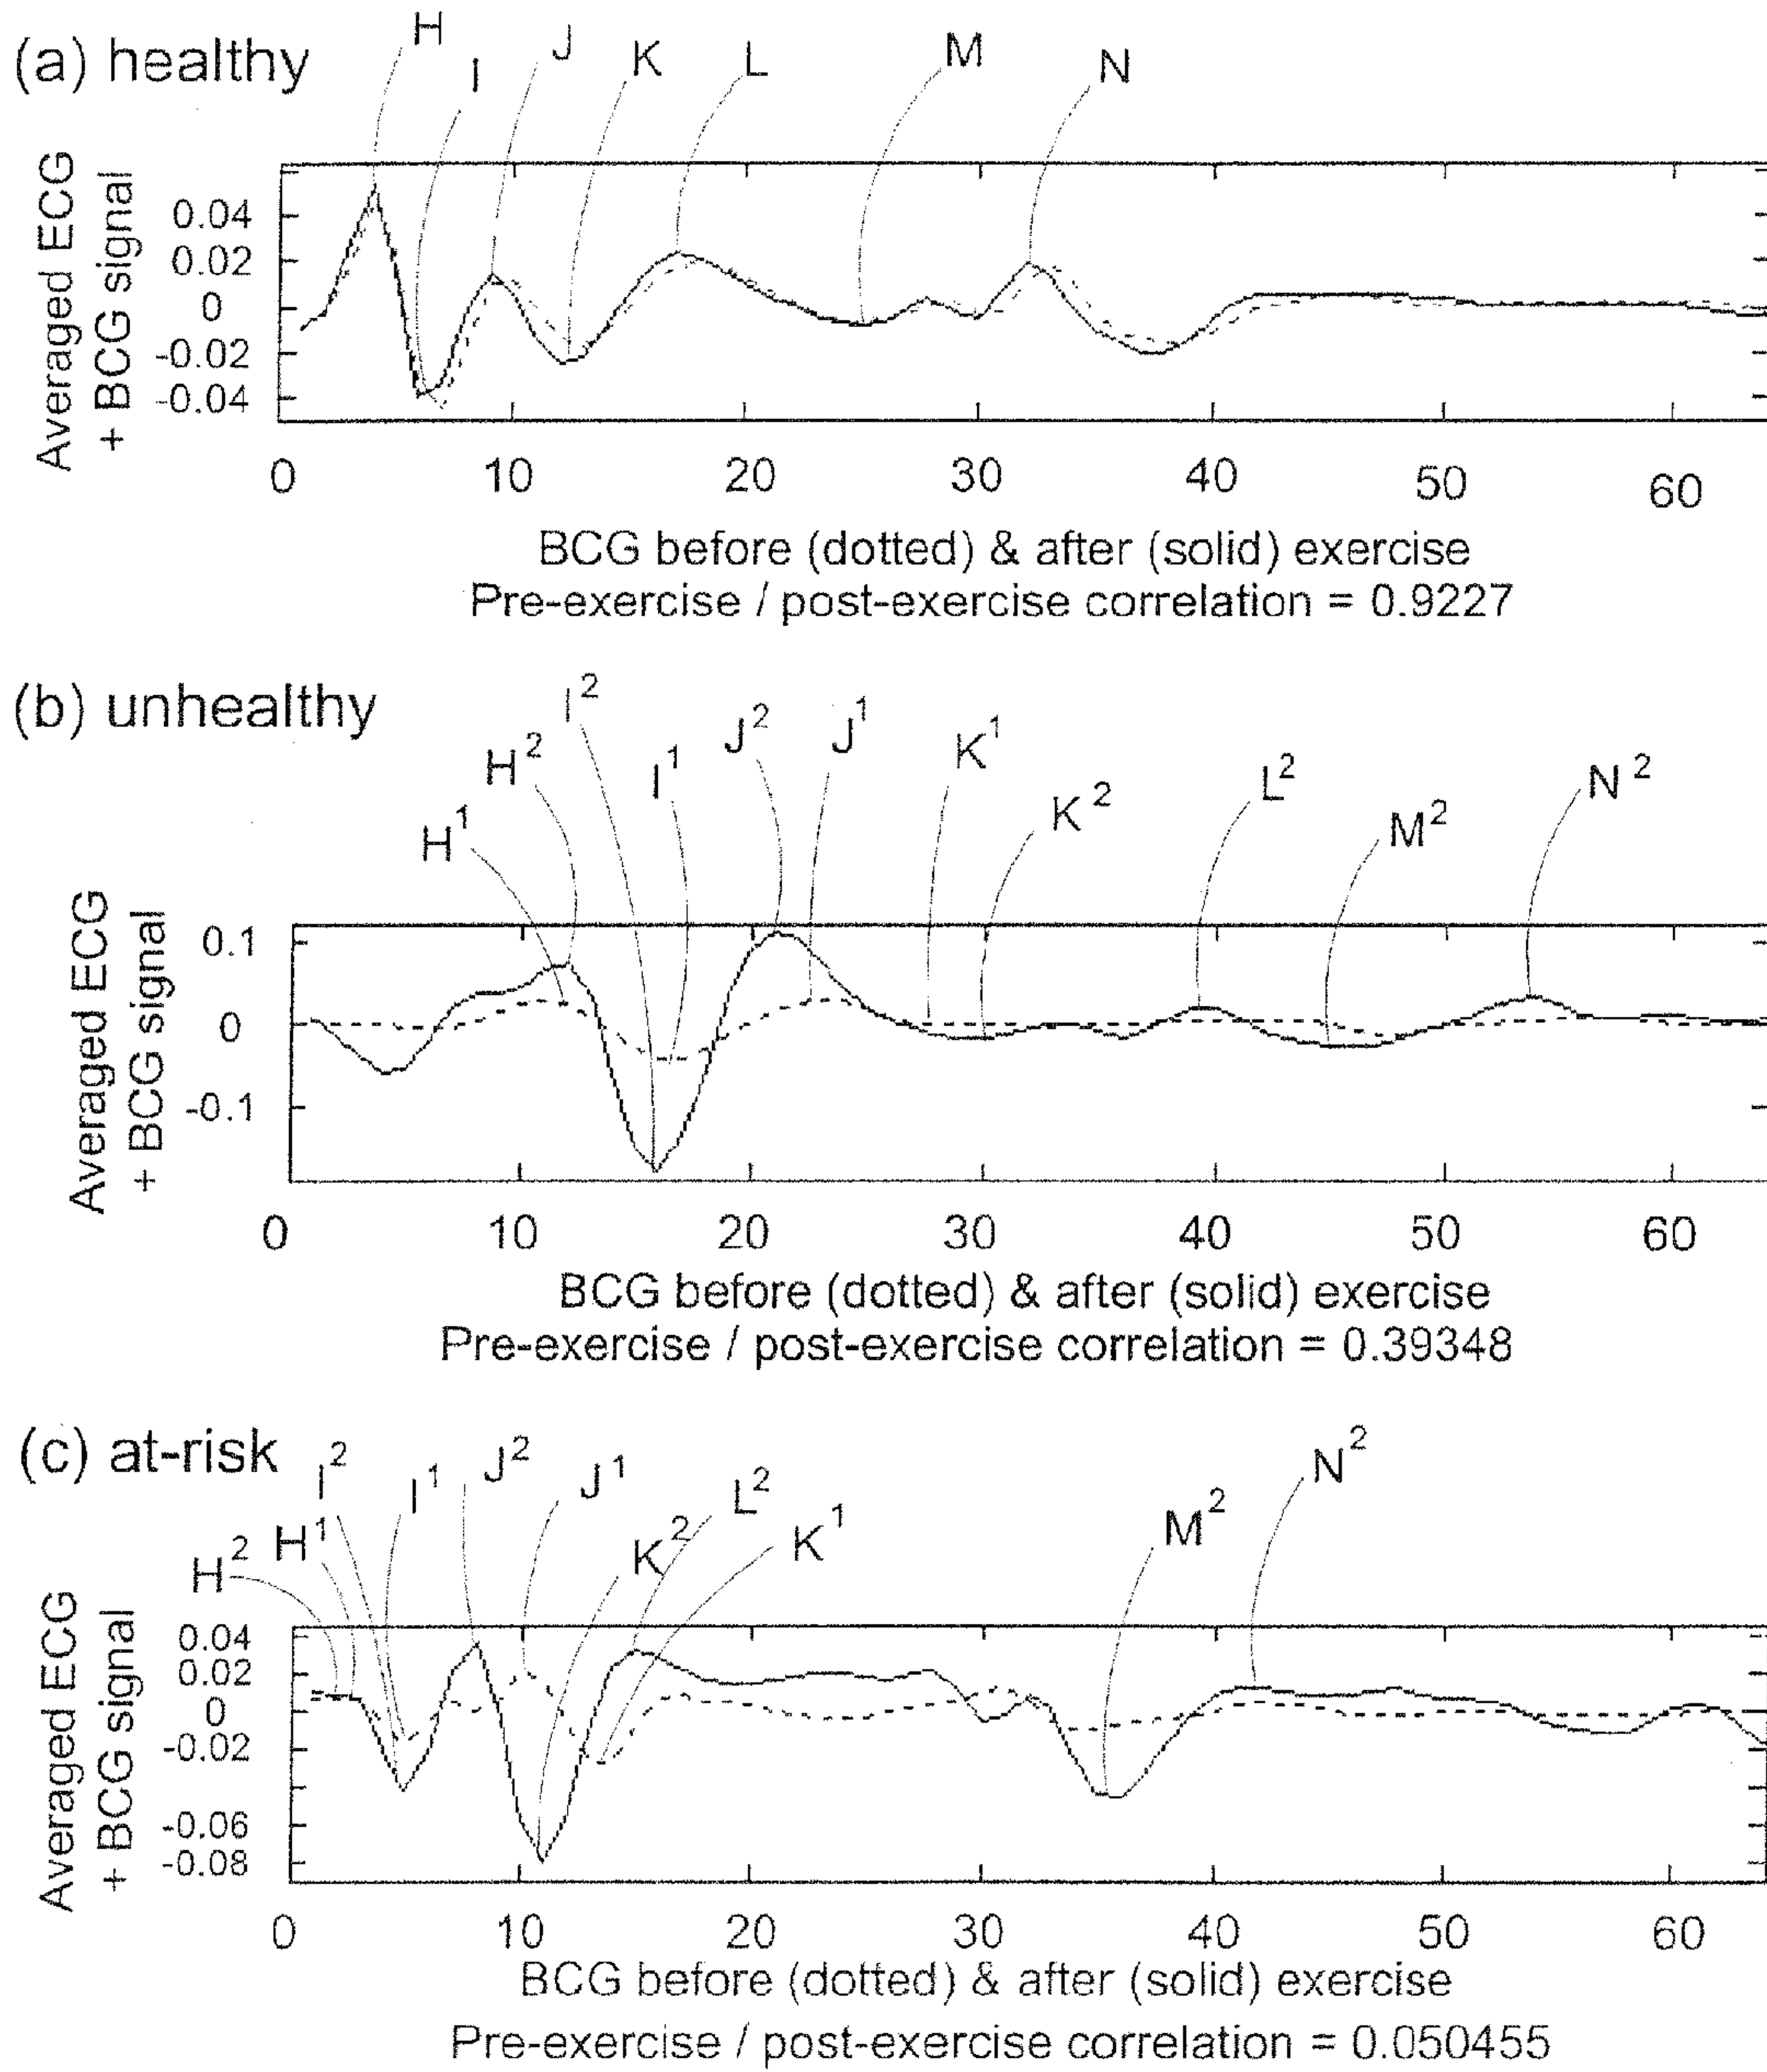 (a) healthy
H
I
J
K
L
M
N
Averaged ECG
+ BCG signal
0.04
0.02
0
-0.02
-0.04
0 10 20 30 40 50 60
BCG before (dotted) & after (solid) exercise
Pre-exercise / post-exercise correlation = 0.9227
(b) unhealthy
H¹
H²
I²
I¹
J²
J¹
K¹
K²
L²
M²
N²
Averaged ECG
+ BCG signal
0.1
0
-0.1
0 10 20 30 40 50 60
BCG before (dotted) & after (solid) exercise
Pre-exercise / post-exercise correlation = 0.39348
(c) at-risk
H²
H¹
I²
I¹
J²
J¹
K²
L²
K¹
M²
N²
Averaged ECG
+ BCG signal
0.04
0.02
0
-0.02
-0.06
-0.08
0 10 20 30 40 50 60
BCG before (dotted) & after (solid) exercise
Pre-exercise / post-exercise correlation = 0.050455